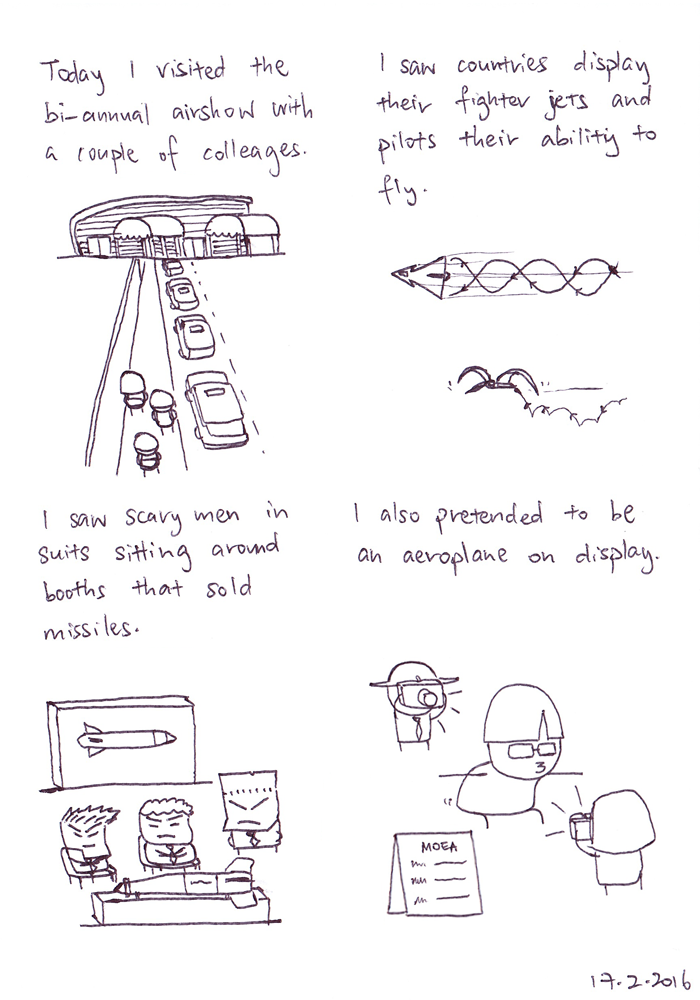 Today I visited the
bi-annual airshow with
a couple of colleages.
I saw countries display
their fighter jets and
pilots their ability to
fly.
I saw scary men in
suits sitting around
booths that sold
missiles.
I also pretended to be
an aeroplane on display.
MOEA
17.2.2016